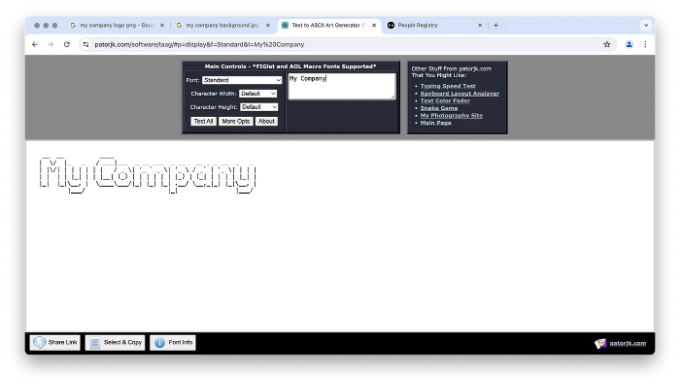 my company logo png - Goo
my company background jpg
Text to ASCII Art Generator (T
People Registry
patorjk.com/software/taag/#p=display&f=Standard&t=My%20Company
Main Controls - *FIGlet and AOL Macro Fonts Supported*
Font: Standard
Character Width: Default
Character Height: Default
Test All
More Opts
About
My Company
Other Stuff From patorjk.com
That You Might Like:
Typing Speed Test
Keyboard Layout Analyzer
Text Color Fader
Snake Game
My Photography Site
Main Page
My Company
Share Link
Select & Copy
Font Info
patorjk.com